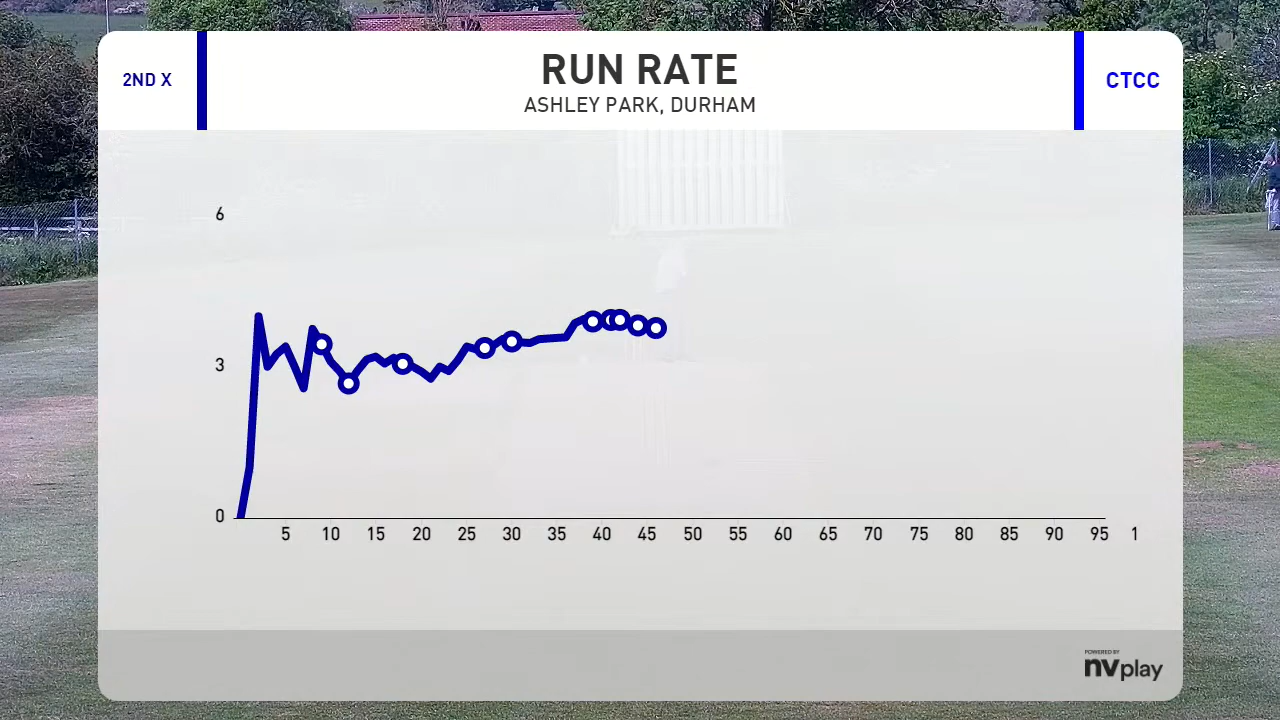 2ND X
RUN RATE
ASHLEY PARK, DURHAM
CTCC
6
3
0
5 10 15 20 25 30 35 40 45 50 55 60 65 70 75 80 85 90 95 1
POWERED BY
nvplay